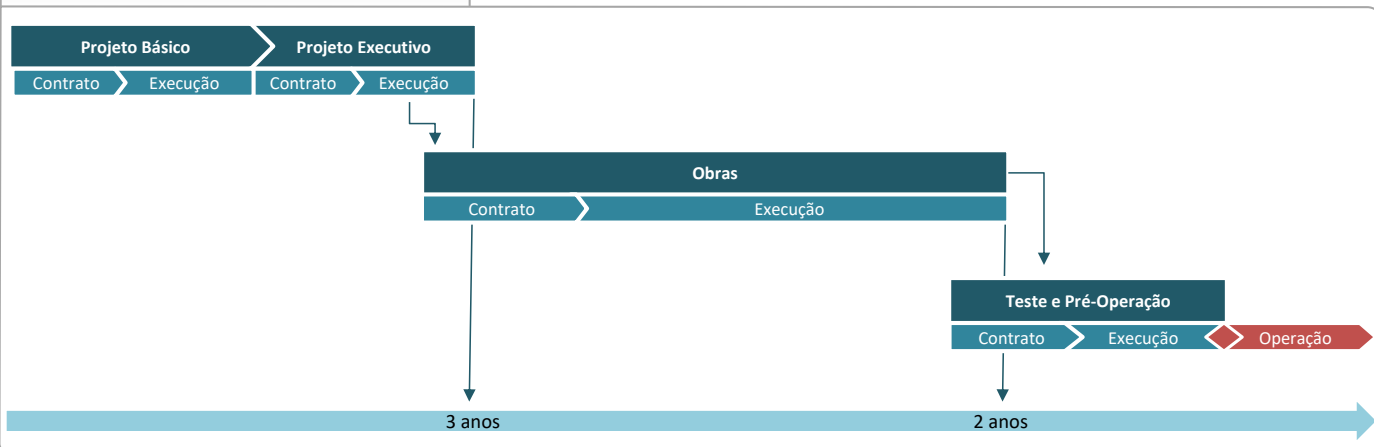 Projeto Básico Projeto Executivo
Contrato Execução Contrato Execução
Obras
Contrato Execução
Teste e Pré-Operação
Contrato Execução Operação
3 anos 2 anos